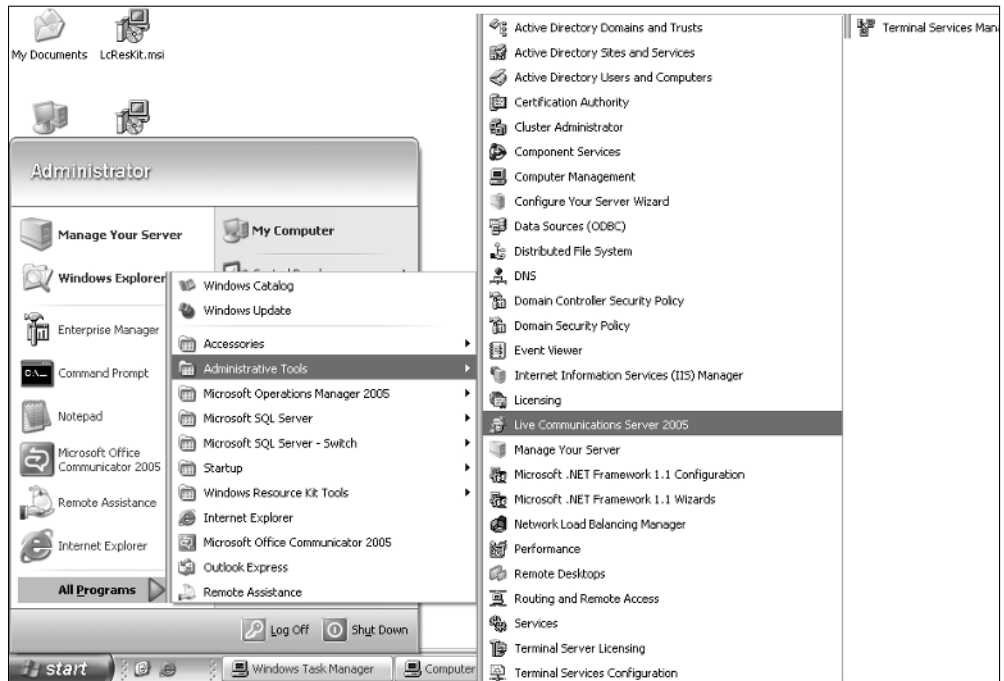 My Documents
LcResKit.msi
Administrator
Manage Your Server
Windows Explorer
Enterprise Manager
Command Prompt
Notepad
Microsoft Office
Communicator 2005
Remote Assistance
Internet Explorer
All Programs
My Computer
Windows Catalog
Windows Update
Accessories
Administrative Tools
Microsoft Operations Manager 2005
Microsoft SQL Server
Microsoft SQL Server - Switch
Startup
Windows Resource Kit Tools
Internet Explorer
Microsoft Office Communicator 2005
Outlook Express
Remote Assistance
Log Off
Shut Down
start
Windows Task Manager
Computer
Active Directory Domains and Trusts
Active Directory Sites and Services
Active Directory Users and Computers
Certification Authority
Cluster Administrator
Component Services
Computer Management
Configure Your Server Wizard
Data Sources (ODBC)
Distributed File System
DNS
Domain Controller Security Policy
Domain Security Policy
Event Viewer
Internet Information Services (IIS) Manager
Licensing
Live Communications Server 2005
Manage Your Server
Microsoft .NET Framework 1.1 Configuration
Microsoft .NET Framework 1.1 Wizards
Network Load Balancing Manager
Performance
Remote Desktops
Routing and Remote Access
Services
Terminal Server Licensing
Terminal Services Configuration
Terminal Services Mana